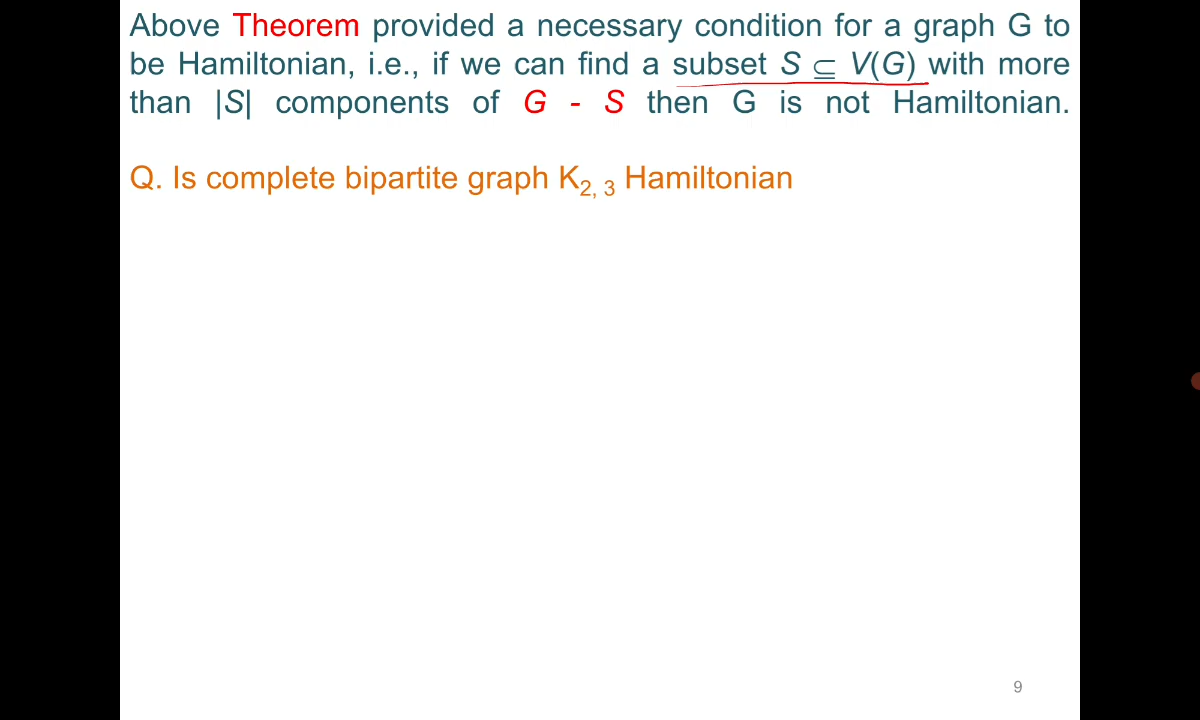 Above Theorem provided a necessary condition for a graph G to
be Hamiltonian, i.e., if we can find a subset S ⊆ V(G) with more
than |S| components of G - S then G is not Hamiltonian.
Q. Is complete bipartite graph K2, 3 Hamiltonian
9